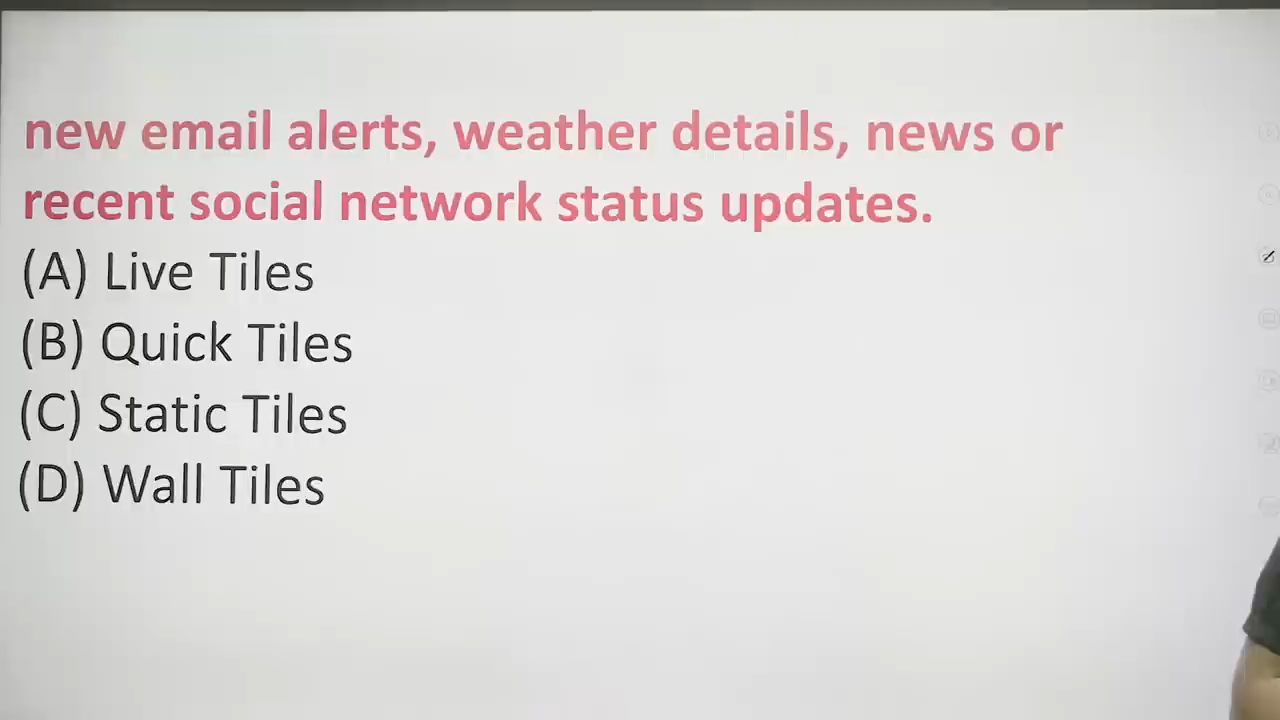 new email alerts, weather details, news or
recent social network status updates.
(A) Live Tiles
(B) Quick Tiles
(C) Static Tiles
(D) Wall Tiles